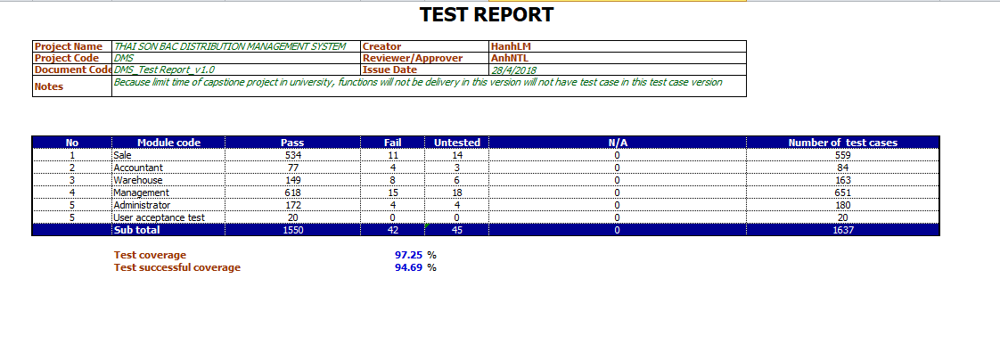 TEST REPORT
Project Name THAI SON BAC DISTRIBUTION MANAGEMENT SYSTEM Creator HanhLM
Project Code DMS Reviewer/Approver AnhNTL
Document Code DMS_Test Report_v1.0 Issue Date 28/4/2018
Notes Because limit time of capstione project in university, functions will not be delivery in this version will not have test case in this test case version
No Module code Pass Fail Untested N/A Number of test cases
1 Sale 534 11 14 0 559
2 Accountant 77 4 3 0 84
3 Warehouse 149 8 6 0 163
4 Management 618 15 18 0 651
5 Administrator 172 4 4 0 180
5 User acceptance test 20 0 0 0 20
Sub total 1550 42 45 0 1637
Test coverage 97.25 %
Test successful coverage 94.69 %